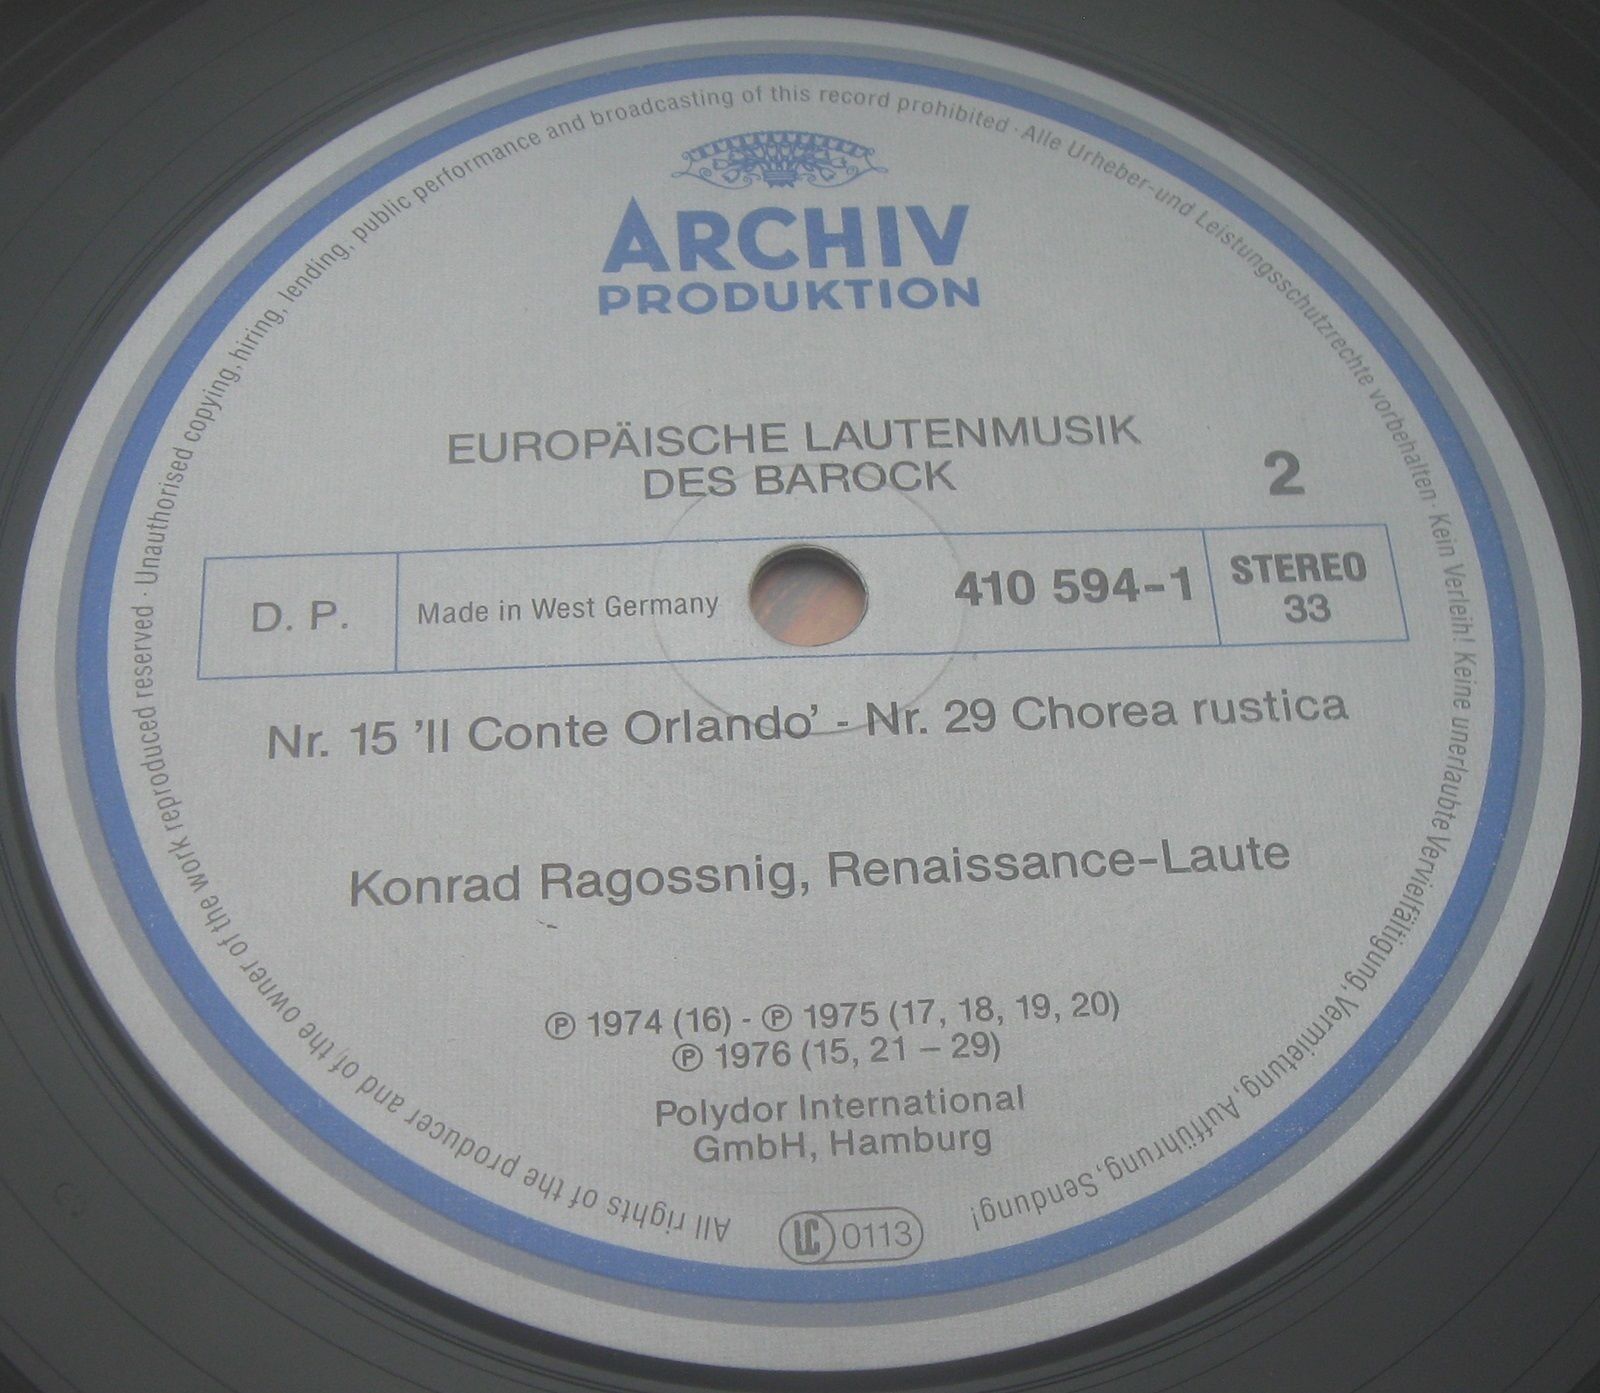 ARCHIV
PRODUKTION
EUROPÄISCHE LAUTENMUSIK
DES BAROCK
2
D. P.
Made in West Germany
410 594-1
STEREO
33
Nr. 15 'Il Conte Orlando' - Nr. 29 Chorea rustica
Konrad Ragossnig, Renaissance-Laute
℗ 1974 (16) - ℗ 1975 (17, 18, 19, 20)
℗ 1976 (15, 21 – 29)
Polydor International
GmbH, Hamburg
LC 0113
All rights of the producer and of the owner of the work reproduced reserved · Unauthorised copying, hiring, lending, public performance and broadcasting of this record prohibited · Alle Urheber-und Leistungsschutzrechte vorbehalten · Kein Verleih! Keine unerlaubte Vervielfältigung, Vermietung, Aufführung, Sendung!